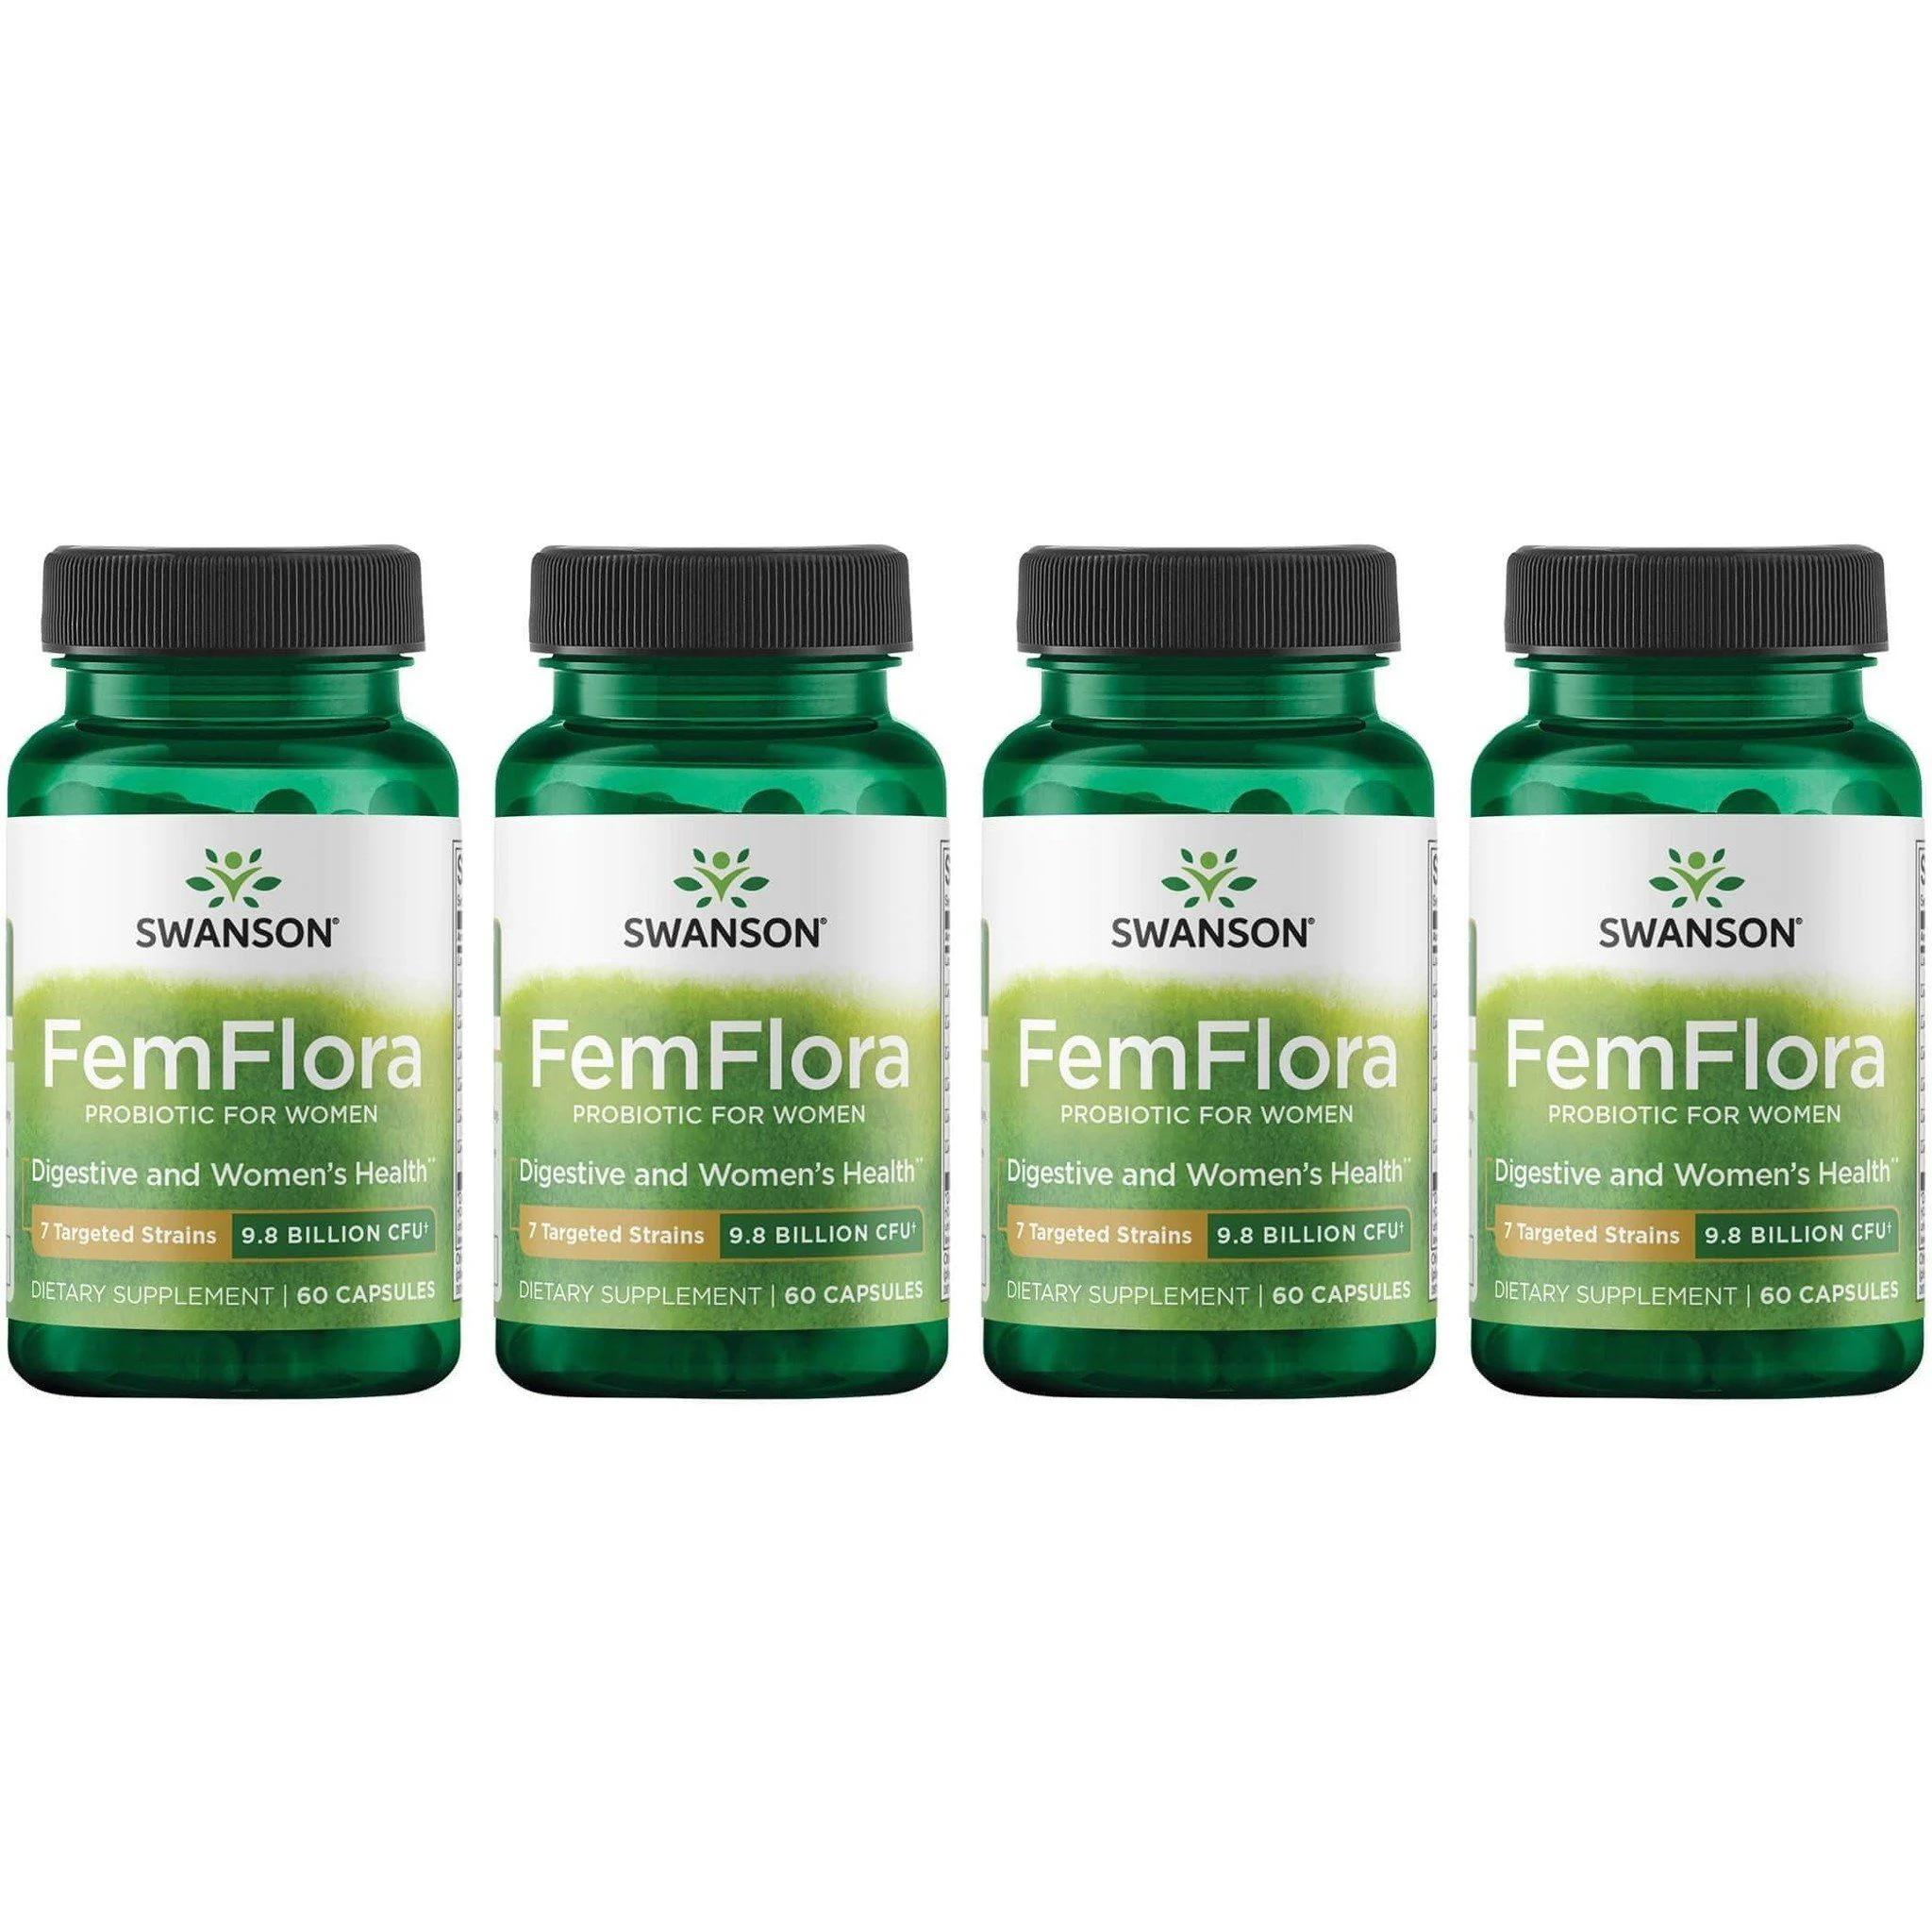 SWANSON®
FemFlora
PROBIOTIC FOR WOMEN
Digestive and Women's Health**
7 Targeted Strains 9.8 BILLION CFU†
DIETARY SUPPLEMENT | 60 CAPSULES
SWANSON®
FemFlora
PROBIOTIC FOR WOMEN
Digestive and Women's Health**
7 Targeted Strains 9.8 BILLION CFU†
DIETARY SUPPLEMENT | 60 CAPSULES
SWANSON®
FemFlora
PROBIOTIC FOR WOMEN
Digestive and Women's Health**
7 Targeted Strains 9.8 BILLION CFU†
DIETARY SUPPLEMENT | 60 CAPSULES
SWANSON®
FemFlora
PROBIOTIC FOR WOMEN
Digestive and Women's Health**
7 Targeted Strains 9.8 BILLION CFU†
DIETARY SUPPLEMENT | 60 CAPSULES